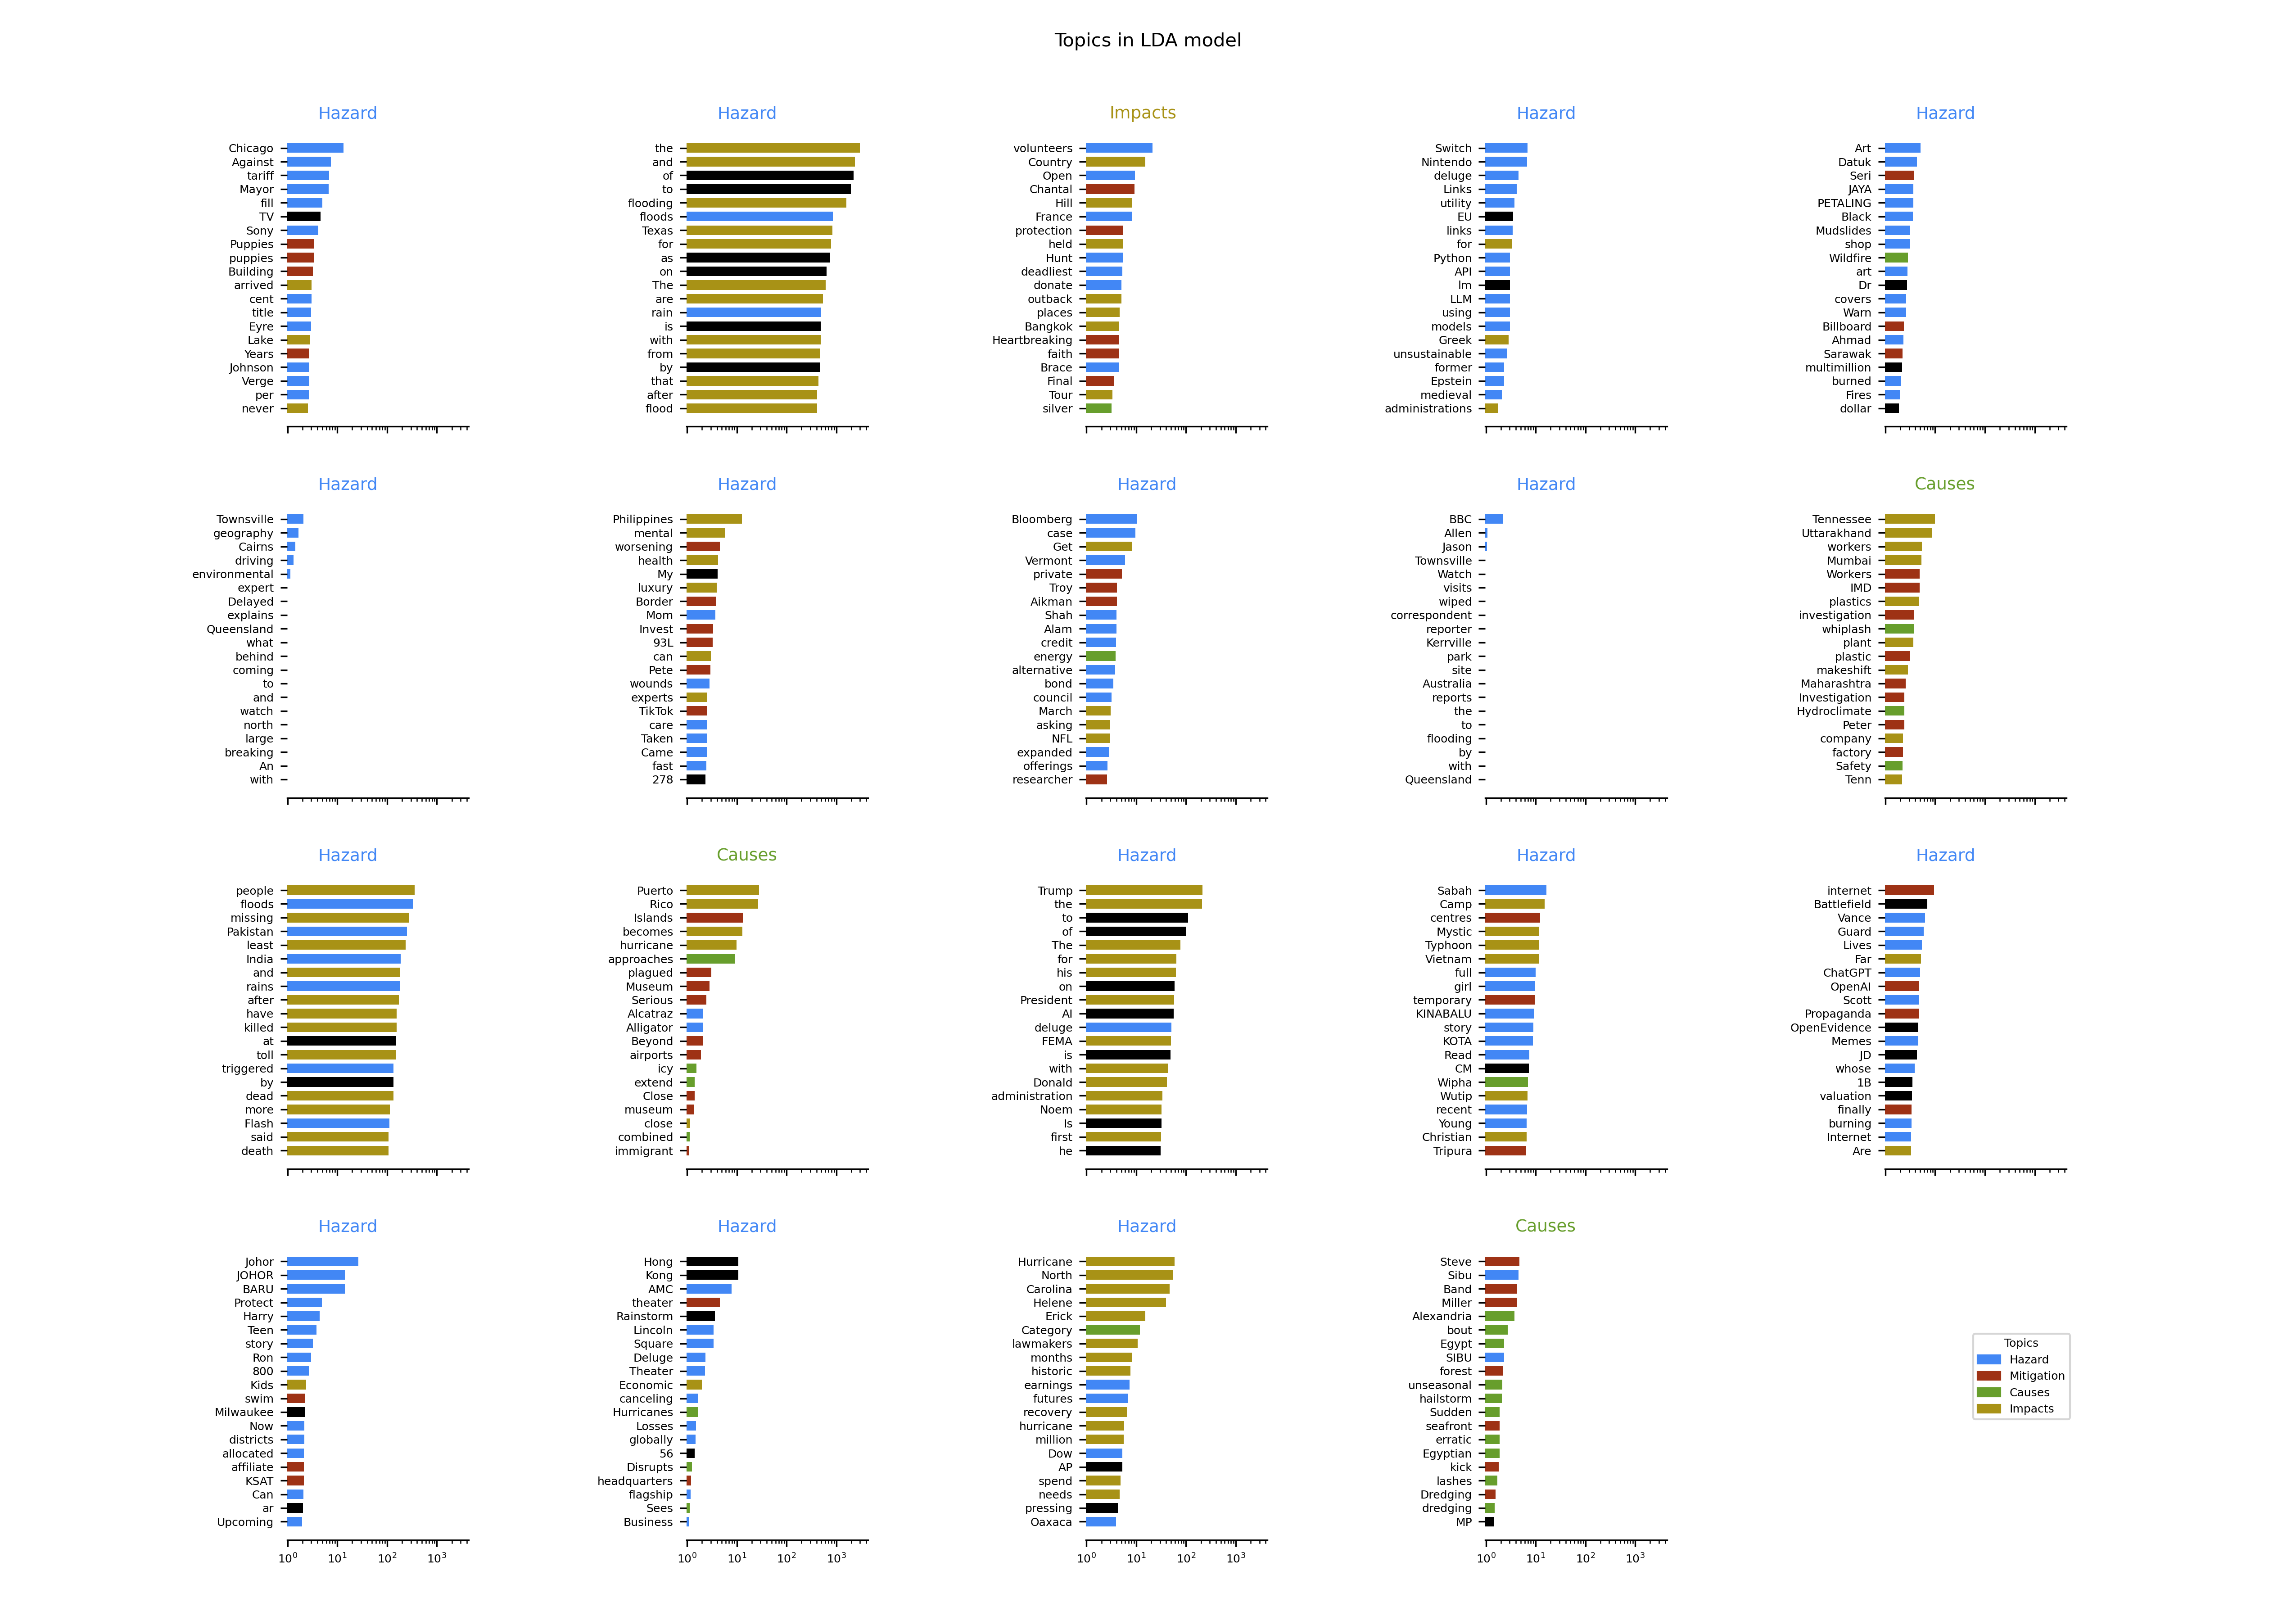 Topics in LDA model
Hazard
Chicago
Against
tariff
Mayor
fill
TV
Sony
Puppies
puppies
Building
arrived
cent
title
Eyre
Lake
Years
Johnson
Verge
per
never
Hazard
the
and
of
to
flooding
floods
Texas
for
as
on
The
are
rain
is
with
from
by
that
after
flood
Impacts
volunteers
Country
Open
Chantal
Hill
France
protection
held
Hunt
deadliest
donate
outback
places
Bangkok
Heartbreaking
faith
Brace
Final
Tour
silver
Hazard
Switch
Nintendo
deluge
Links
utility
EU
links
for
Python
API
Im
LLM
using
models
Greek
unsustainable
former
Epstein
medieval
administrations
Hazard
Art
Datuk
Seri
JAYA
PETALING
Black
Mudslides
shop
Wildfire
art
Dr
covers
Warn
Billboard
Ahmad
Sarawak
multimillion
burned
Fires
dollar
Hazard
Townsville
geography
Cairns
driving
environmental
expert
Delayed
explains
Queensland
what
behind
coming
to
and
watch
north
large
breaking
An
with
Hazard
Philippines
mental
worsening
health
My
luxury
Border
Mom
Invest
93L
can
Pete
wounds
experts
TikTok
care
Taken
Came
fast
278
Hazard
Bloomberg
case
Get
Vermont
private
Troy
Aikman
Shah
Alam
credit
energy
alternative
bond
council
March
asking
NFL
expanded
offerings
researcher
Hazard
BBC
Allen
Jason
Townsville
Watch
visits
wiped
correspondent
reporter
Kerrville
park
site
Australia
reports
the
to
flooding
by
with
Queensland
Causes
Tennessee
Uttarakhand
workers
Mumbai
Workers
IMD
plastics
investigation
whiplash
plant
plastic
makeshift
Maharashtra
Investigation
Hydroclimate
Peter
company
factory
Safety
Tenn
Hazard
people
floods
missing
Pakistan
least
India
and
rains
after
have
killed
at
toll
triggered
by
dead
more
Flash
said
death
Causes
Puerto
Rico
Islands
becomes
hurricane
approaches
plagued
Museum
Serious
Alcatraz
Alligator
Beyond
airports
icy
extend
Close
museum
close
combined
immigrant
Hazard
Trump
the
to
of
The
for
his
on
President
AI
deluge
FEMA
is
with
Donald
administration
Noem
Is
first
he
Hazard
Sabah
Camp
centres
Mystic
Typhoon
Vietnam
full
girl
temporary
KINABALU
story
KOTA
Read
CM
Wipha
Wutip
recent
Young
Christian
Tripura
Hazard
internet
Battlefield
Vance
Guard
Lives
Far
ChatGPT
OpenAI
Scott
Propaganda
OpenEvidence
Memes
JD
whose
1B
valuation
finally
burning
Internet
Are
Hazard
Johor
JOHOR
BARU
Protect
Harry
Teen
story
Ron
800
Kids
swim
Milwaukee
Now
districts
allocated
affiliate
KSAT
Can
ar
Upcoming
10⁰ 10¹ 10² 10³
Hazard
Hong
Kong
AMC
theater
Rainstorm
Lincoln
Square
Deluge
Theater
Economic
canceling
Hurricanes
Losses
globally
56
Disrupts
headquarters
flagship
Sees
Business
10⁰ 10¹ 10² 10³
Hazard
Hurricane
North
Carolina
Helene
Erick
Category
lawmakers
months
historic
earnings
futures
recovery
hurricane
million
Dow
AP
spend
needs
pressing
Oaxaca
10⁰ 10¹ 10² 10³
Causes
Steve
Sibu
Band
Miller
Alexandria
bout
Egypt
SIBU
forest
unseasonal
hailstorm
Sudden
seafront
erratic
Egyptian
kick
lashes
Dredging
dredging
MP
10⁰ 10¹ 10² 10³
Topics
Hazard
Mitigation
Causes
Impacts